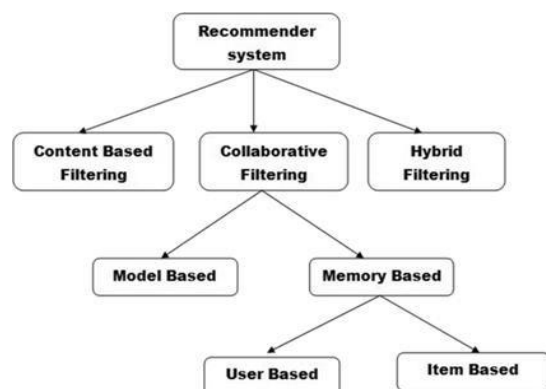 Recommender
system
Content Based
Filtering
Collaborative
Filtering
Hybrid
Filtering
Model Based
Memory Based
User Based
Item Based